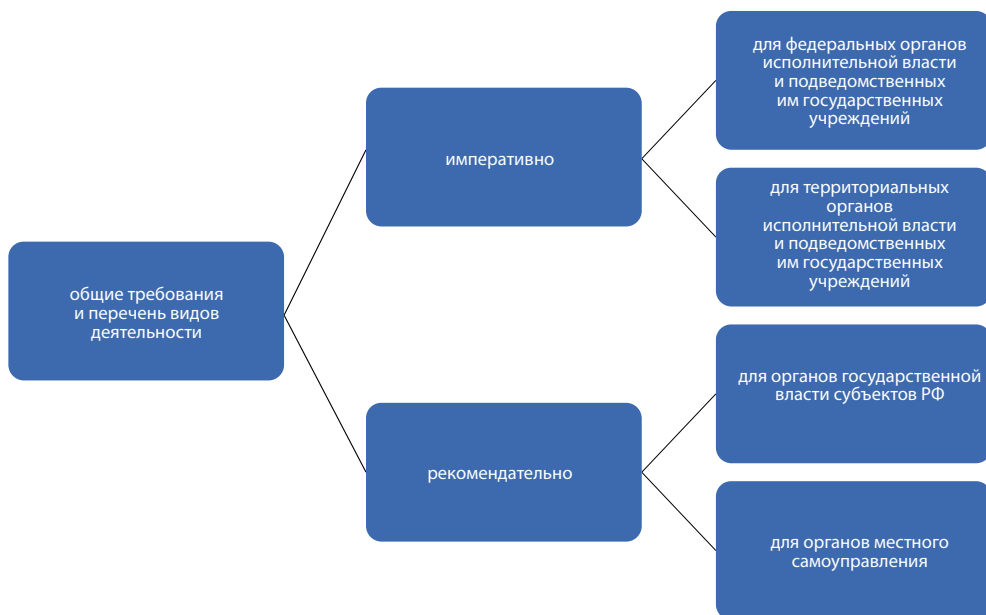 общие требования
и перечень видов
деятельности
императивно
для федеральных органов
исполнительной власти
и подведомственных
им государственных
учреждений
для территориальных
органов
исполнительной власти
и подведомственных
им государственных
учреждений
рекомендательно
для органов государственной
власти субъектов РФ
для органов местного
самоуправления